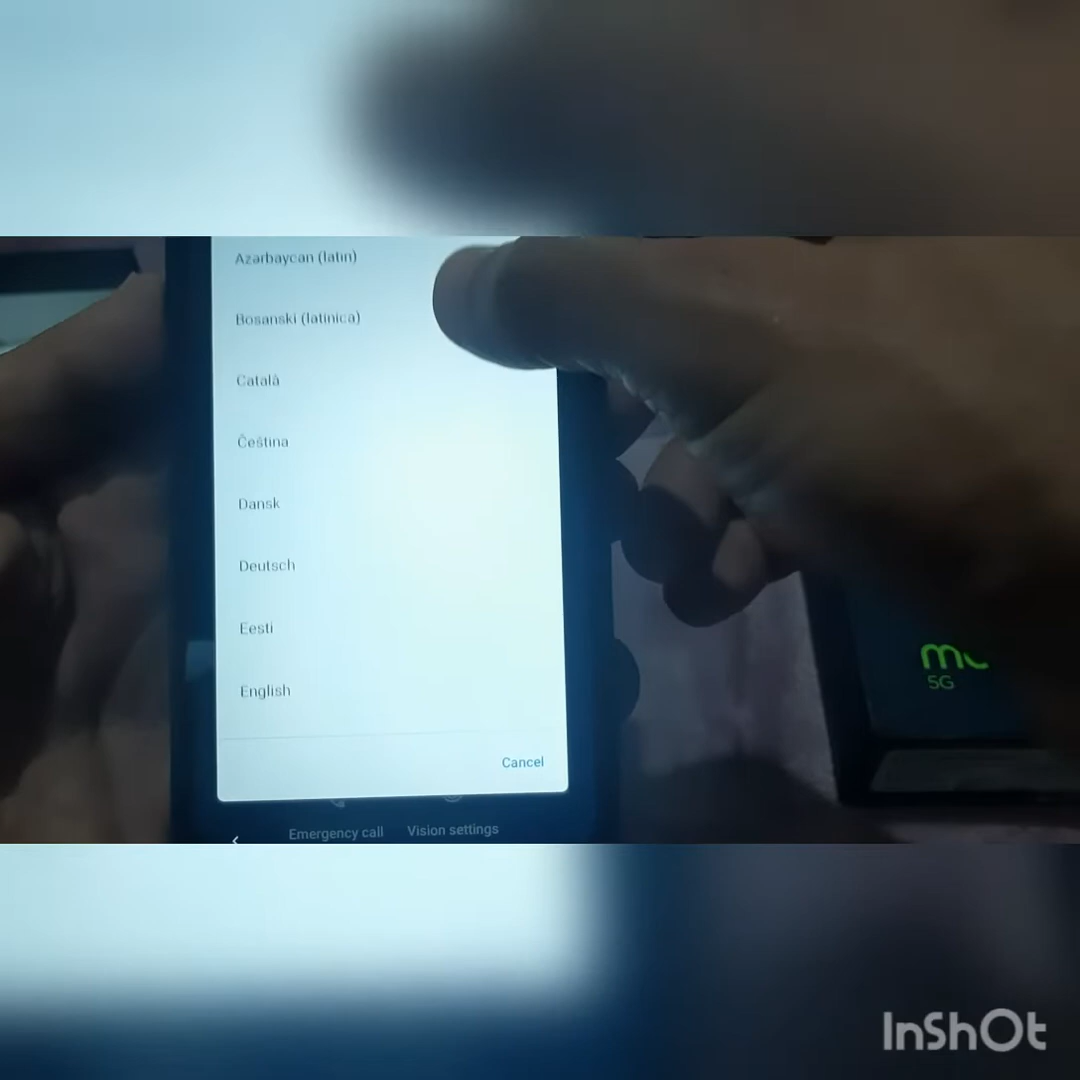 Azərbaycan (latın)
Bosanski (latinica)
Català
Čeština
Dansk
Deutsch
Eesti
English
Cancel
Emergency call
Vision settings
5G
InShOt